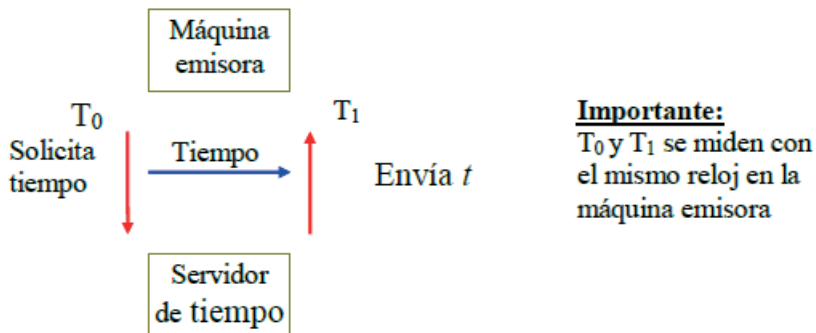 Máquina
emisora
T0
Solicita
tiempo
Tiempo
T1
Envía t
Importante:
T0 y T1 se miden con
el mismo reloj en la
máquina emisora
Servidor
de tiempo